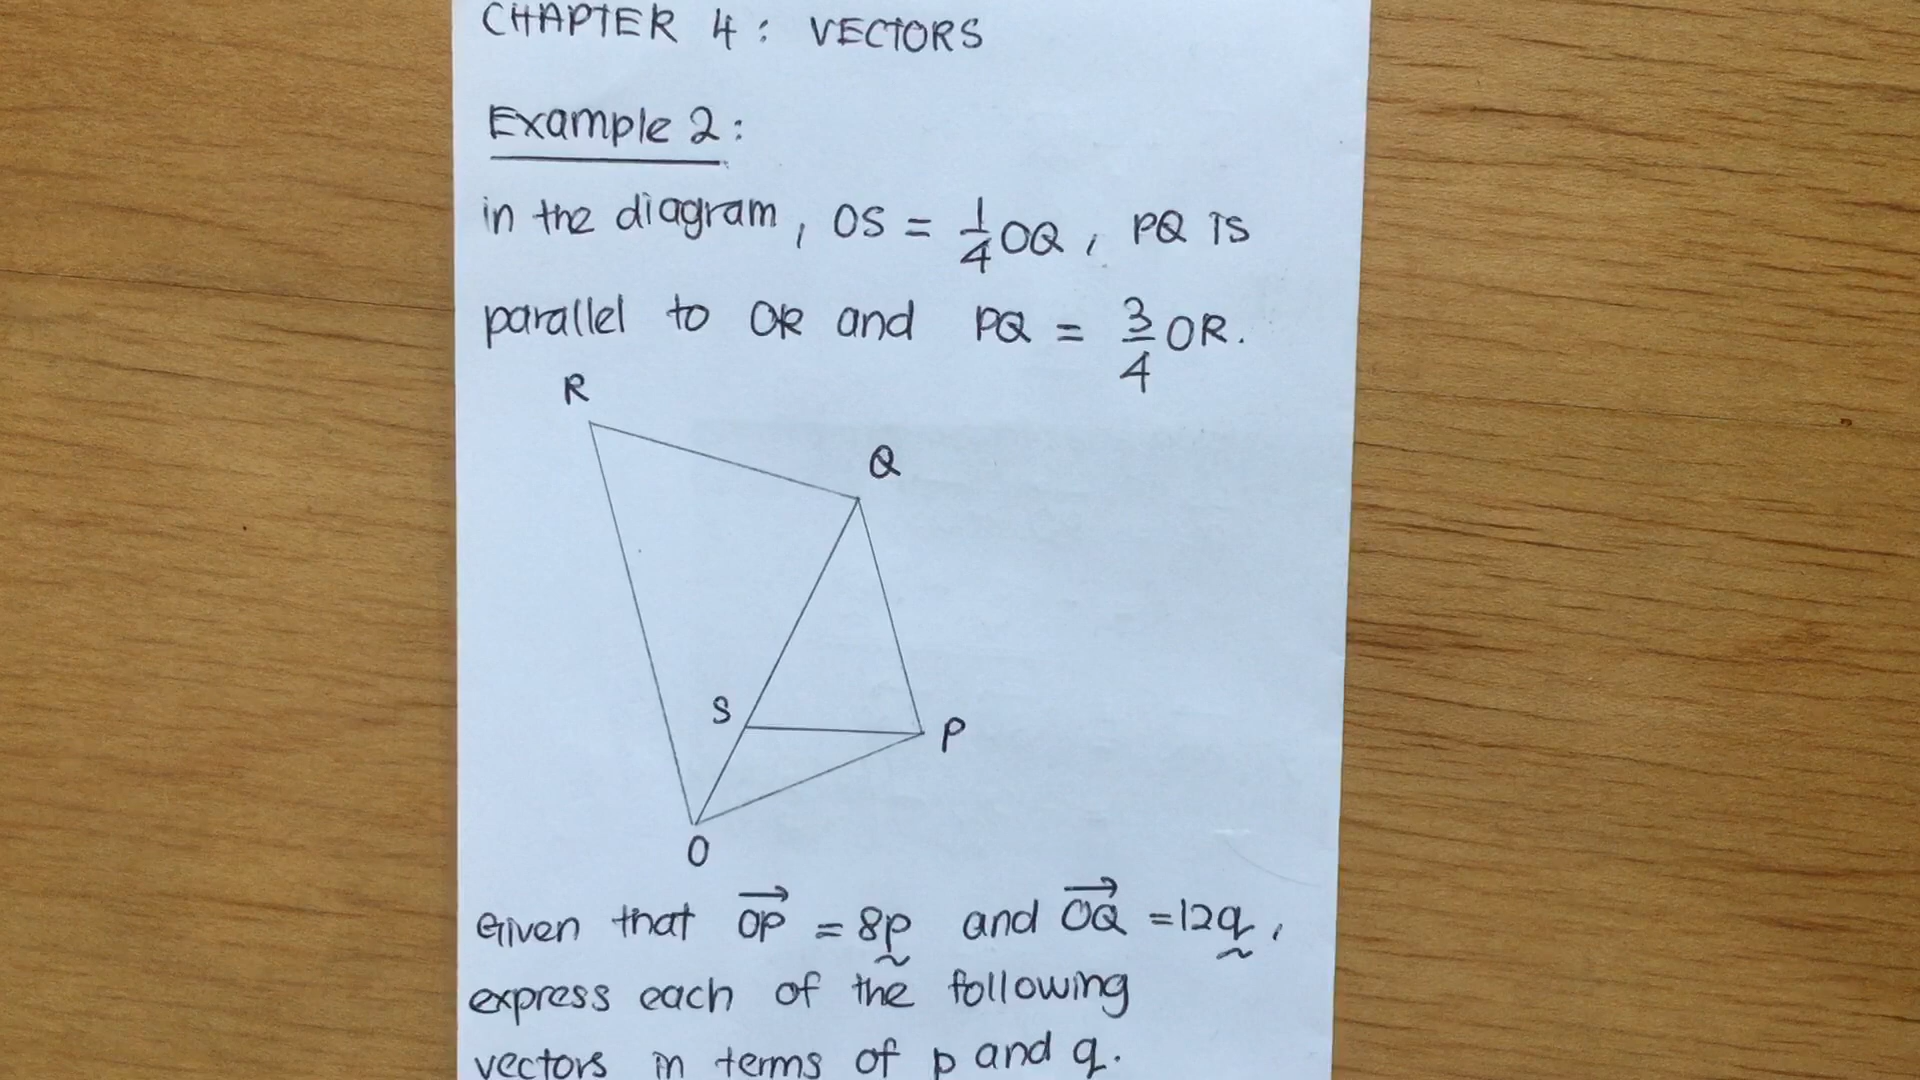 CHAPTER 4: VECTORS
Example 2:
in the diagram, OS = 1/4 OQ, PQ is
parallel to OR and PQ = 3/4 OR.
R
Q
S
P
O
Given that →OP = 8p̰ and →OQ = 12q̰,
express each of the following
vectors in terms of p and q.